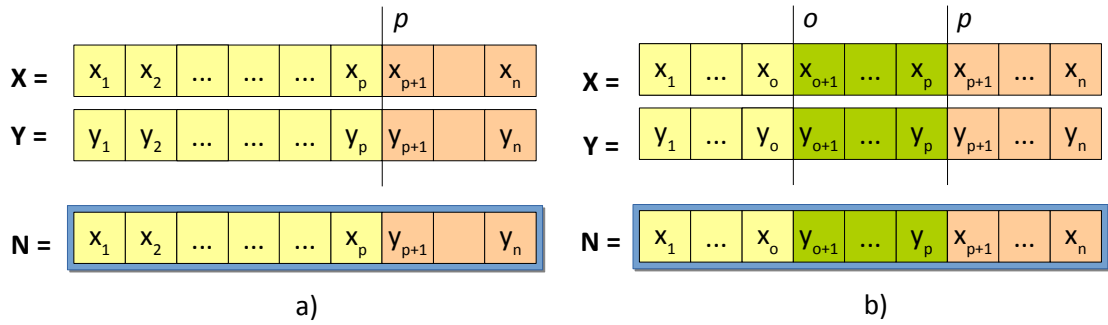 p
X = x1 x2 ... ... ... xp xp+1 xn
Y = y1 y2 ... ... ... yp yp+1 yn
N = x1 x2 ... ... ... xp yp+1 yn
a)
o p
X = x1 ... xo xo+1 ... xp xp+1 ... xn
Y = y1 ... yo yo+1 ... yp yp+1 ... yn
N = x1 ... xo yo+1 ... yp xp+1 ... xn
b)